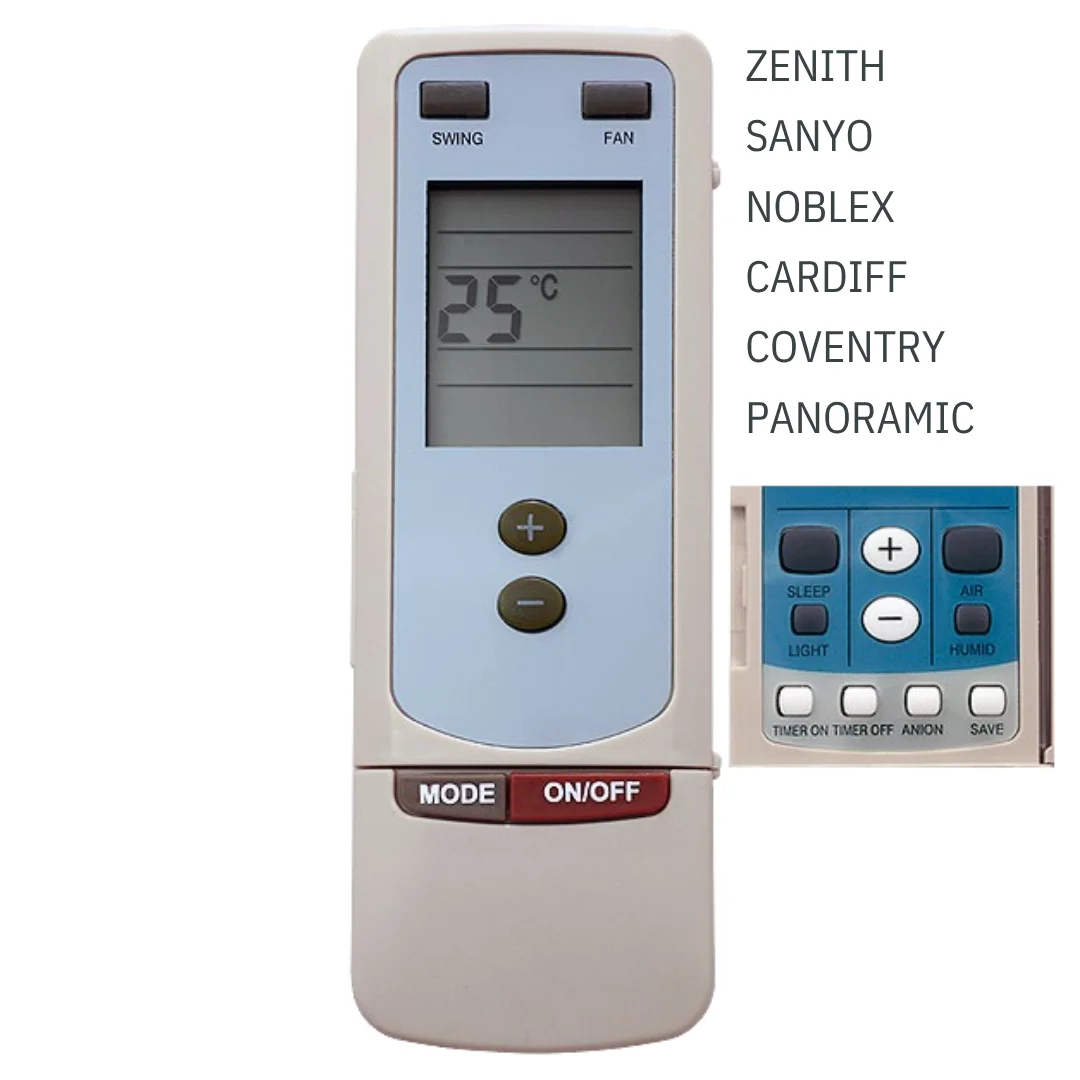 SWING FAN
25 °C
+
−
MODE ON/OFF
ZENITH
SANYO
NOBLEX
CARDIFF
COVENTRY
PANORAMIC
+
SLEEP AIR
−
LIGHT HUMID
TIMER ON TIMER OFF ANION SAVE